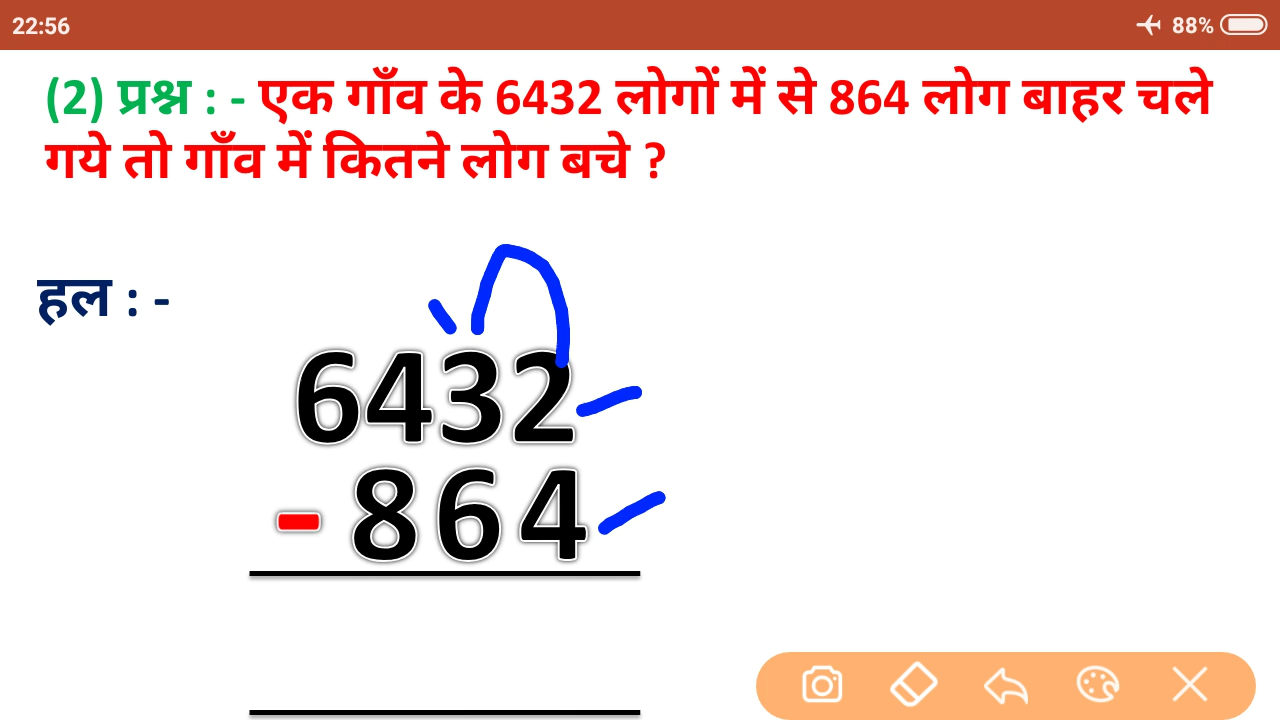 22:56
88%
(2) प्रश्न : - एक गाँव के 6432 लोगों में से 864 लोग बाहर चले
गये तो गाँव में कितने लोग बचे ?
हल : -
6432
- 864